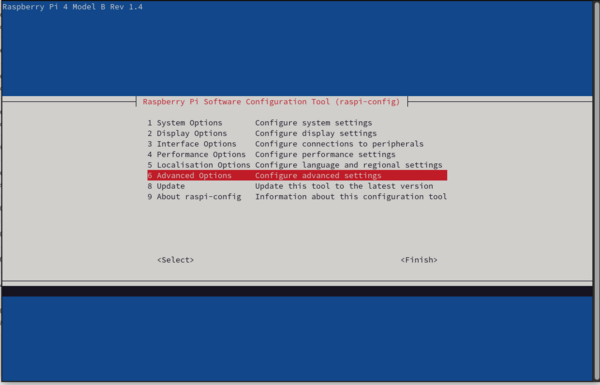 Raspberry Pi 4 Model B Rev 1.4
Raspberry Pi Software Configuration Tool (raspi-config)
1 System Options Configure system settings
2 Display Options Configure display settings
3 Interface Options Configure connections to peripherals
4 Performance Options Configure performance settings
5 Localisation Options Configure language and regional settings
6 Advanced Options Configure advanced settings
8 Update Update this tool to the latest version
9 About raspi-config Information about this configuration tool
<Select> <Finish>